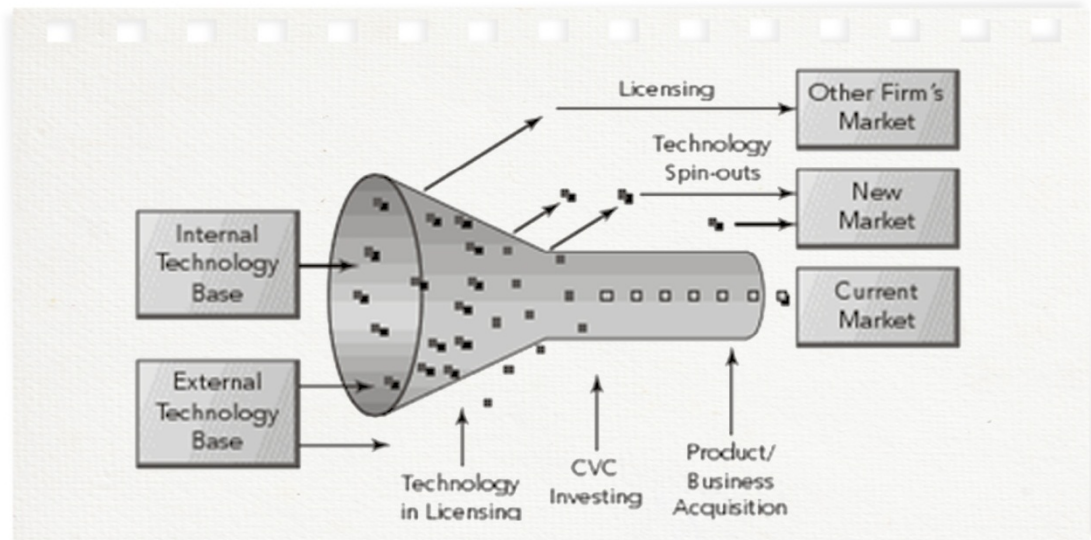 Licensing
Other Firm's
Market
Technology
Spin-outs
New
Market
Internal
Technology
Base
Current
Market
External
Technology
Base
Technology
in Licensing
CVC
Investing
Product/
Business
Acquisition